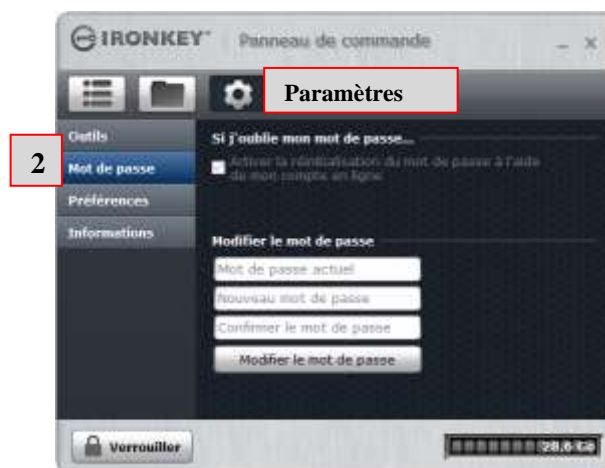 IRONKEY Panneau de commande
Paramètres
2
Outils
Mot de passe
Préférences
Informations
Si j'oublie mon mot de passe...
Activer la réinitialisation du mot de passe à l'aide
de mon compte en ligne
Modifier le mot de passe
Mot de passe actuel
Nouveau mot de passe
Confirmer le mot de passe
Modifier le mot de passe
Verrouiller
28,6 Go